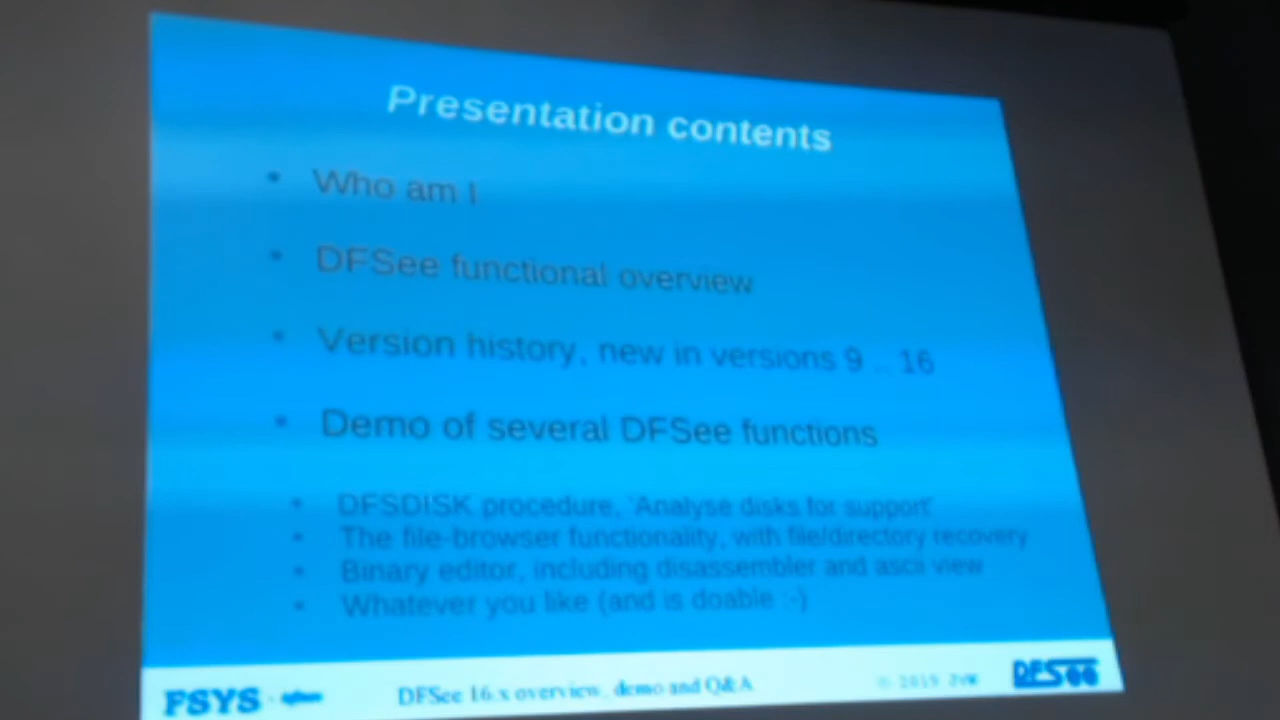 Presentation contents
• Who am I
• DFSee functional overview
• Version history, new in versions 9 .. 16
• Demo of several DFSee functions
• DFSDISK procedure, 'Analyse disks for support'
• The file-browser functionality, with file/directory recovery
• Binary editor, including disassembler and ascii view
• Whatever you like (and is doable :-)
FSYS
DFSee 16.x overview, demo and Q&A
© 2019 JvW
DFSee